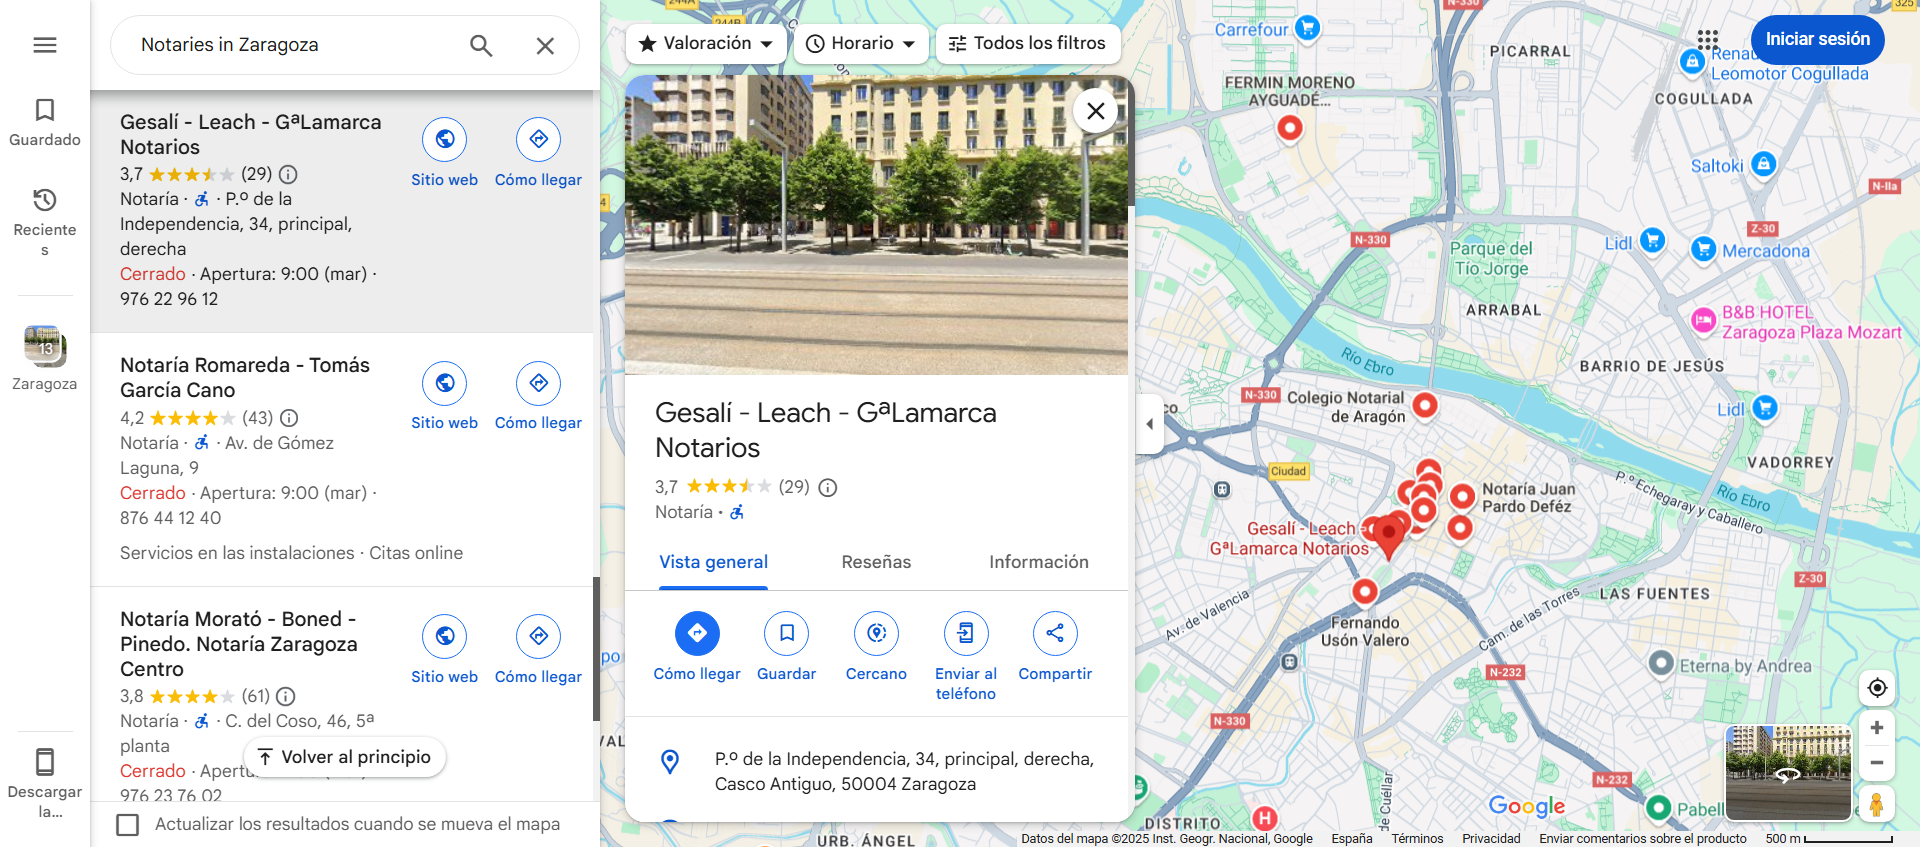 Notaries in Zaragoza
Guardado
Reciente
s
13
Zaragoza
Descargar
la...
Gesalí - Leach - GªLamarca
Notarios
3,7 (29)
Notaría · · P.º de la
Independencia, 34, principal,
derecha
Cerrado · Apertura: 9:00 (mar) ·
976 22 96 12
Sitio web
Cómo llegar
Notaría Romareda - Tomás
García Cano
4,2 (43)
Notaría · · Av. de Gómez
Laguna, 9
Cerrado · Apertura: 9:00 (mar) ·
876 44 12 40
Servicios en las instalaciones · Citas online
Sitio web
Cómo llegar
Notaría Morató - Boned -
Pinedo. Notaría Zaragoza
Centro
3,8 (61)
Notaría · · C. del Coso, 46, 5ª
planta
Cerrado
976 23 76 02
Sitio web
Cómo llegar
Volver al principio
Actualizar los resultados cuando se mueva el mapa
Valoración
Horario
Todos los filtros
Gesalí - Leach - GªLamarca
Notarios
3,7 (29)
Notaría ·
Vista general
Reseñas
Información
Cómo llegar
Guardar
Cercano
Enviar al
teléfono
Compartir
P.º de la Independencia, 34, principal, derecha,
Casco Antiguo, 50004 Zaragoza
Iniciar sesión
N-330
325
Carrefour
PICARRAL
Leomotor Cogullada
FERMIN MORENO
AYGUADÉ...
COGULLADA
Saltoki
N-IIa
N-330
Z-30
Parque del
Tío Jorge
Lidl
Mercadona
ARRABAL
B&B HOTEL
Zaragoza Plaza Mozart
Río Ebro
BARRIO DE JESÚS
N-330
Colegio Notarial
de Aragón
Lidl
Ciudad
VADORREY
Notaría Juan
Pardo Deféz
P.º Echegaray y Caballero
Río Ebro
Gesalí - Leach -
GªLamarca Notarios
Z-30
LAS FUENTES
Av. de Valencia
Cam. de las Torres
Fernando
Usón Valero
Eterna by Andrea
N-232
N-330
N-232
Google
DISTRITO
H
URB. ÁNGEL
Datos del mapa ©2025 Inst. Geogr. Nacional, Google
España
Términos
Privacidad
Enviar comentarios sobre el producto
500 m